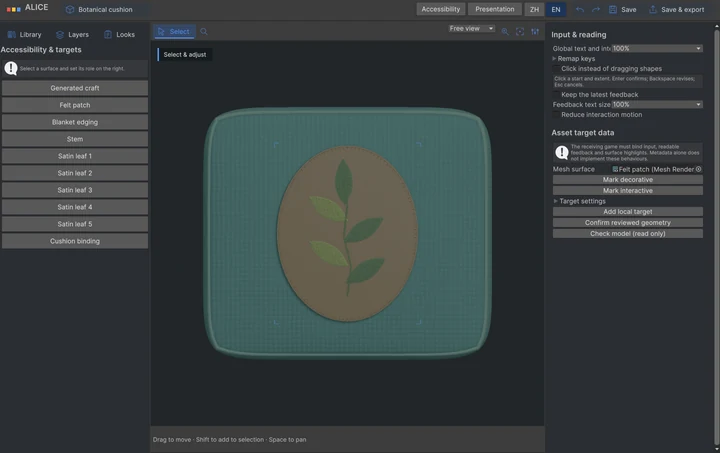 ALICE
Botanical cushion
Accessibility
Presentation
ZH
EN
Save
Save & export
Library
Layers
Looks
Select
Free view
Accessibility & targets
Select a surface and set its role on the right.
Generated craft
Felt patch
Blanket edging
Stem
Satin leaf 1
Satin leaf 2
Satin leaf 3
Satin leaf 4
Satin leaf 5
Cushion binding
Select & adjust
Drag to move · Shift to add to selection · Space to pan
Input & reading
Global text and inte 100%
Remap keys
Click instead of dragging shapes
Click a start and extent. Enter confirms; Backspace revises;
Esc cancels.
Keep the latest feedback
Feedback text size 100%
Reduce interaction motion
Asset target data
The receiving game must bind input, readable
feedback and surface highlights. Metadata alone does
not implement these behaviours.
Mesh surface Felt patch (Mesh Render
Mark decorative
Mark interactive
Target settings
Add local target
Confirm reviewed geometry
Check model (read only)